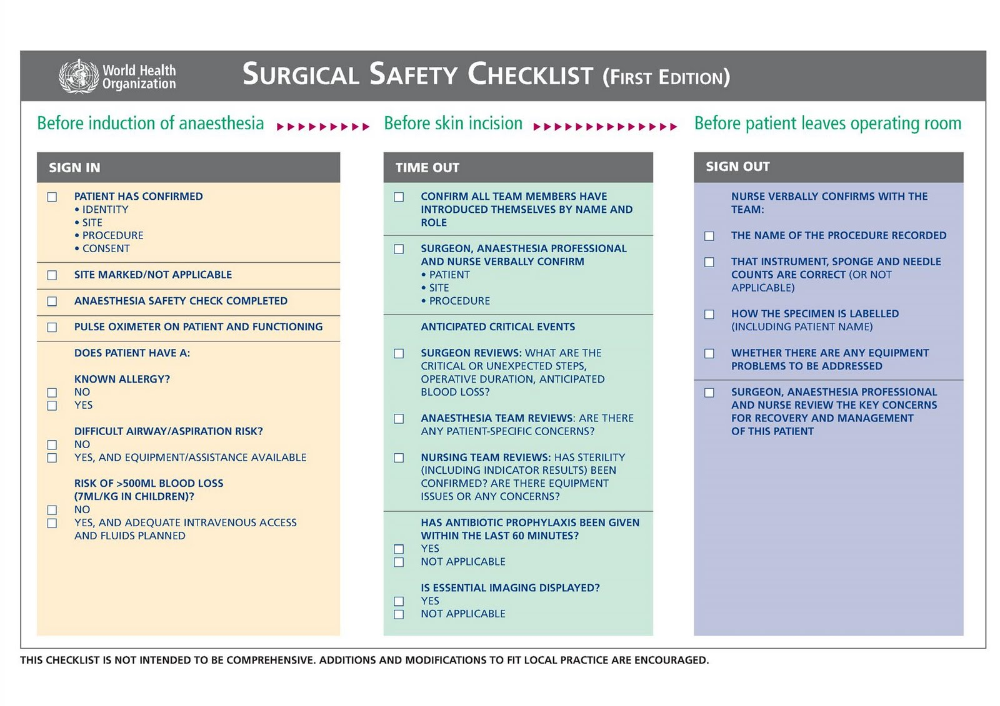 World Health
Organization
SURGICAL SAFETY CHECKLIST (FIRST EDITION)
Before induction of anaesthesia
Before skin incision
Before patient leaves operating room
SIGN IN
PATIENT HAS CONFIRMED
• IDENTITY
• SITE
• PROCEDURE
• CONSENT
SITE MARKED/NOT APPLICABLE
ANAESTHESIA SAFETY CHECK COMPLETED
PULSE OXIMETER ON PATIENT AND FUNCTIONING
DOES PATIENT HAVE A:
KNOWN ALLERGY?
NO
YES
DIFFICULT AIRWAY/ASPIRATION RISK?
NO
YES, AND EQUIPMENT/ASSISTANCE AVAILABLE
RISK OF >500ML BLOOD LOSS
(7ML/KG IN CHILDREN)?
NO
YES, AND ADEQUATE INTRAVENOUS ACCESS
AND FLUIDS PLANNED
TIME OUT
CONFIRM ALL TEAM MEMBERS HAVE
INTRODUCED THEMSELVES BY NAME AND
ROLE
SURGEON, ANAESTHESIA PROFESSIONAL
AND NURSE VERBALLY CONFIRM
• PATIENT
• SITE
• PROCEDURE
ANTICIPATED CRITICAL EVENTS
SURGEON REVIEWS: WHAT ARE THE
CRITICAL OR UNEXPECTED STEPS,
OPERATIVE DURATION, ANTICIPATED
BLOOD LOSS?
ANAESTHESIA TEAM REVIEWS: ARE THERE
ANY PATIENT-SPECIFIC CONCERNS?
NURSING TEAM REVIEWS: HAS STERILITY
(INCLUDING INDICATOR RESULTS) BEEN
CONFIRMED? ARE THERE EQUIPMENT
ISSUES OR ANY CONCERNS?
HAS ANTIBIOTIC PROPHYLAXIS BEEN GIVEN
WITHIN THE LAST 60 MINUTES?
YES
NOT APPLICABLE
IS ESSENTIAL IMAGING DISPLAYED?
YES
NOT APPLICABLE
SIGN OUT
NURSE VERBALLY CONFIRMS WITH THE
TEAM:
THE NAME OF THE PROCEDURE RECORDED
THAT INSTRUMENT, SPONGE AND NEEDLE
COUNTS ARE CORRECT (OR NOT
APPLICABLE)
HOW THE SPECIMEN IS LABELLED
(INCLUDING PATIENT NAME)
WHETHER THERE ARE ANY EQUIPMENT
PROBLEMS TO BE ADDRESSED
SURGEON, ANAESTHESIA PROFESSIONAL
AND NURSE REVIEW THE KEY CONCERNS
FOR RECOVERY AND MANAGEMENT
OF THIS PATIENT
THIS CHECKLIST IS NOT INTENDED TO BE COMPREHENSIVE. ADDITIONS AND MODIFICATIONS TO FIT LOCAL PRACTICE ARE ENCOURAGED.